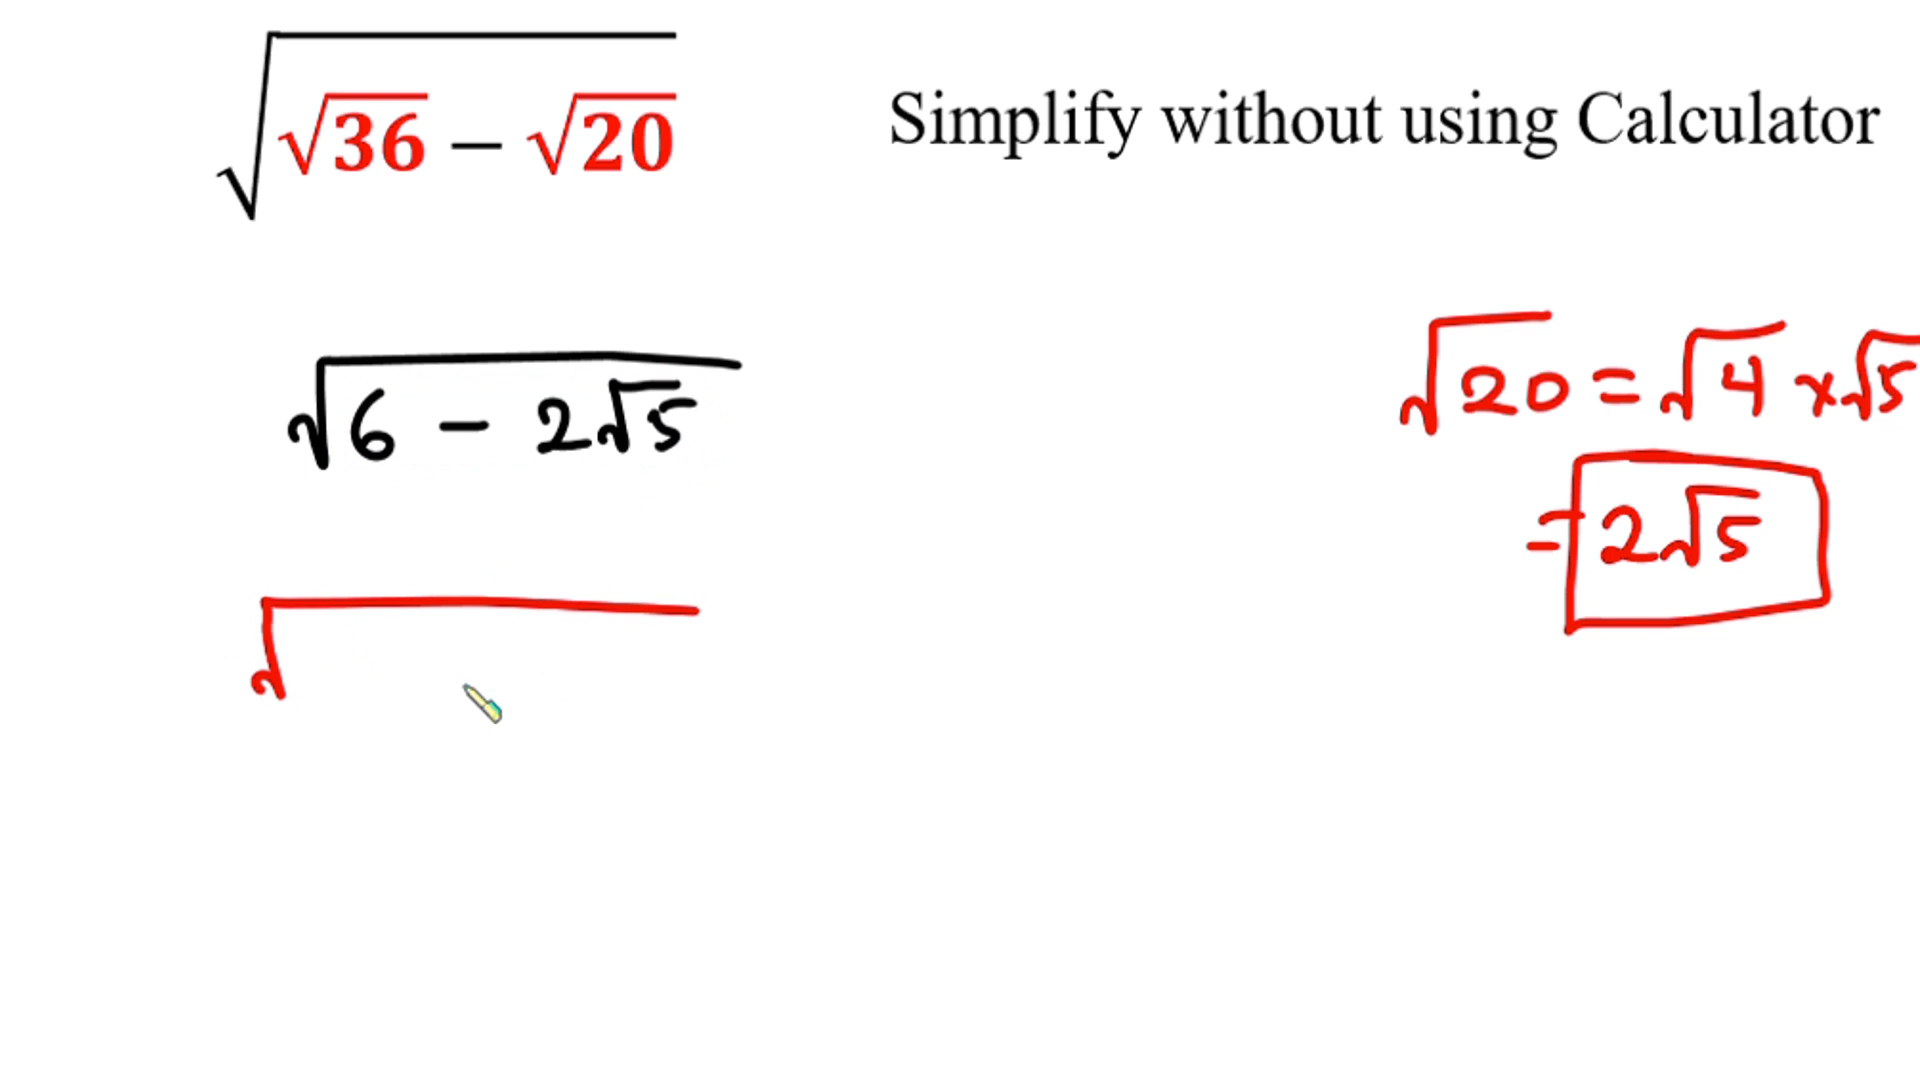 √(√36 − √20) Simplify without using Calculator
√20 = √4 × √5
√(6 − 2√5)
= 2√5
√